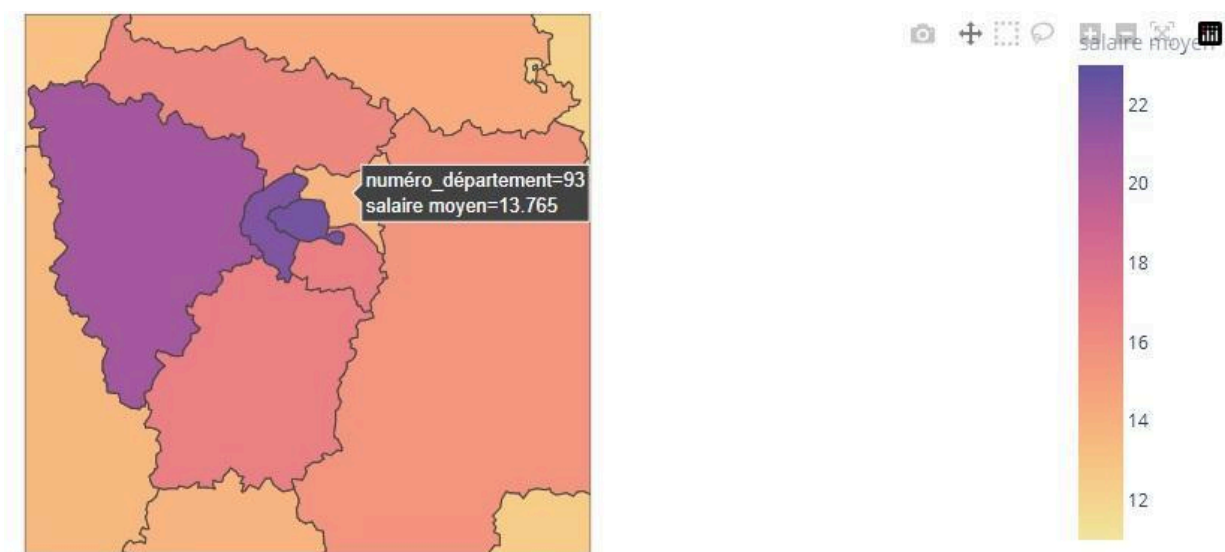 salaire moyen
numéro_département=93
salaire moyen=13.765
22
20
18
16
14
12